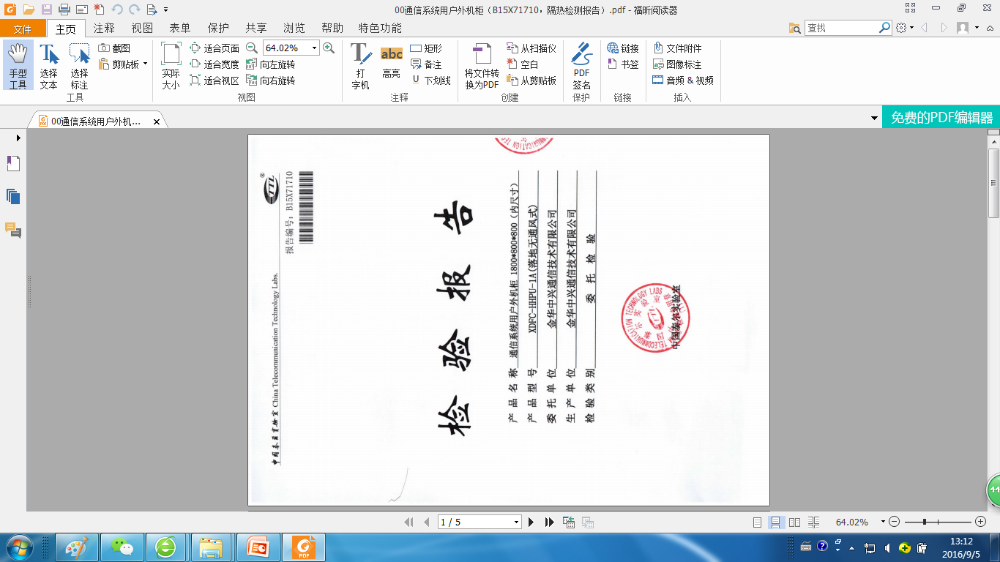 00通信系统用户外机柜（B15X71710，隔热检测报告）.pdf - 福昕阅读器
文件 主页 注释 视图 表单 保护 共享 浏览 帮助 特色功能 查找
手型工具 选择文本 选择标注 截图 剪贴板
工具
实际大小 适合页面 适合宽度 适合视区 64.02% 向左旋转 向右旋转
视图
打字机 高亮 矩形 备注 下划线
注释
将文件转换为PDF 从扫描仪 空白 从剪贴板
创建
PDF签名
保护
链接 书签
链接
文件附件 图像标注 音频 & 视频
插入
00通信系统用户外机... 免费的PDF编辑器
中国泰尔实验室 China Telecommunication Technology Labs.
CTTL®
报告编号: B15X71710
检验报告
产品名称 通信系统用户外机柜 1800*800*800 (内尺寸)
产品型号 XDFC-HHPU-1A(落地无通风式)
委托单位 金华中兴通信技术有限公司
生产单位 金华中兴通信技术有限公司
检验类别 委托检验
中国泰尔实验室
1 / 5
64.02%
44
13:12
2016/9/5